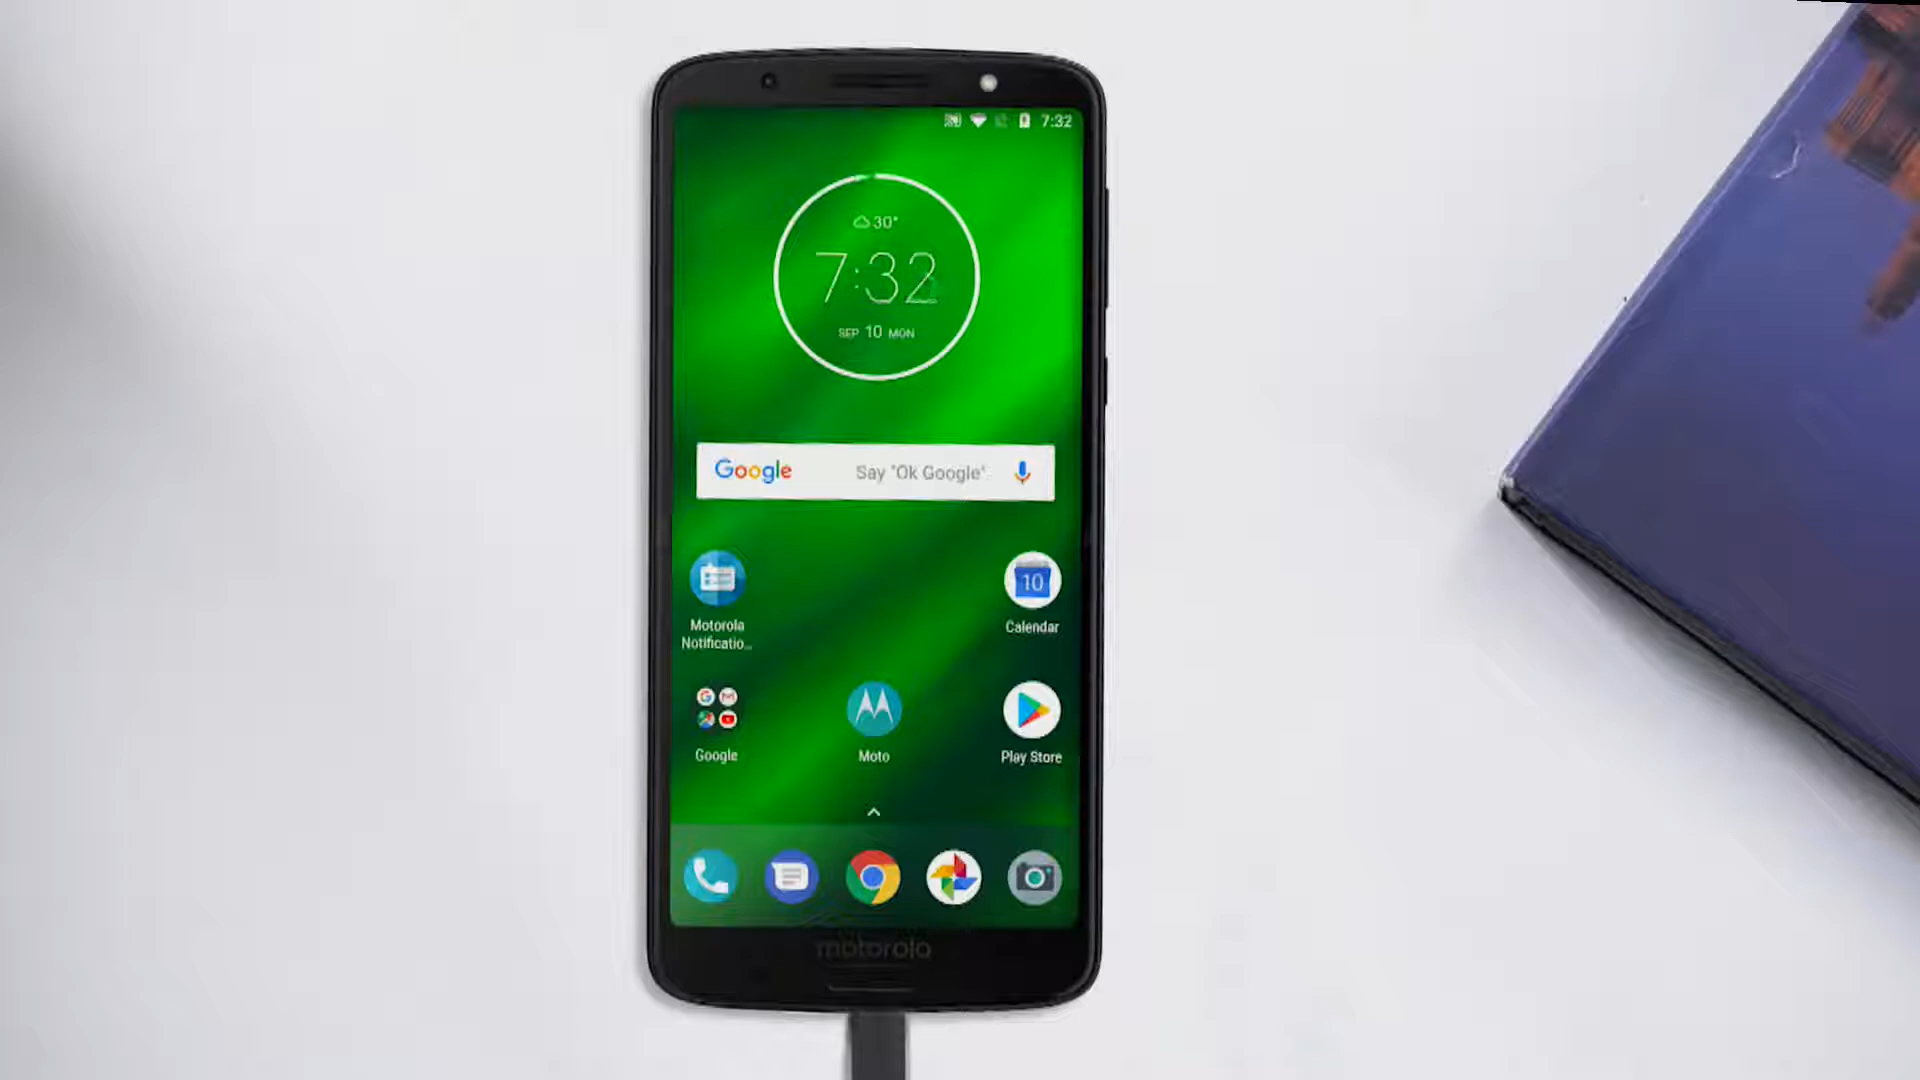 7:32
30°
7:32
SEP 10 MON
Google Say "Ok Google"
10
Motorola
Notificatio...
Calendar
Google
Moto
Play Store
motorola